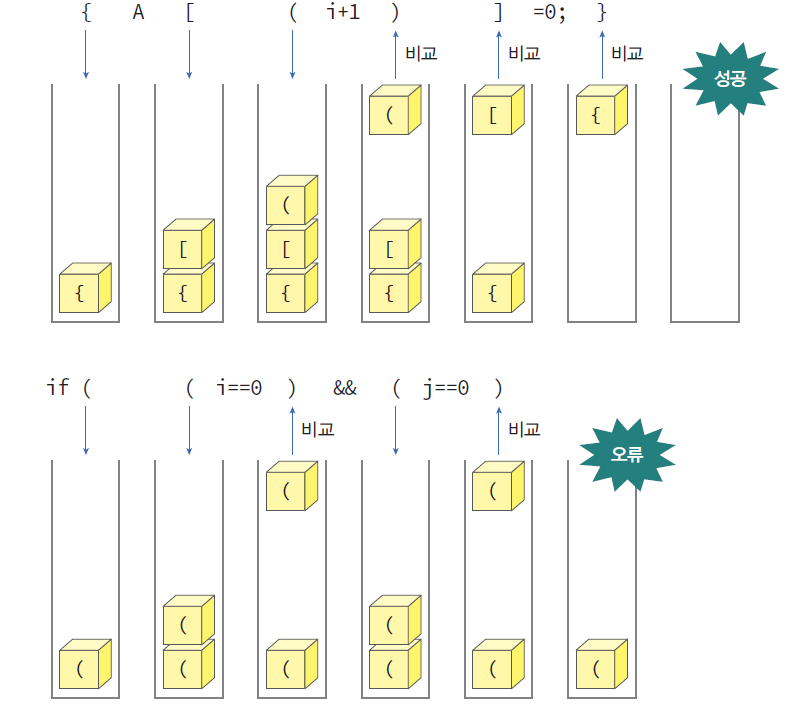 { A [ ( i+1 ) ] =0; }
비교 비교 비교
성공
( [ {
(
[ [ [
{ { { { {
if ( ( i==0 ) && ( j==0 )
비교 비교
오류
( (
( (
( ( ( ( ( (